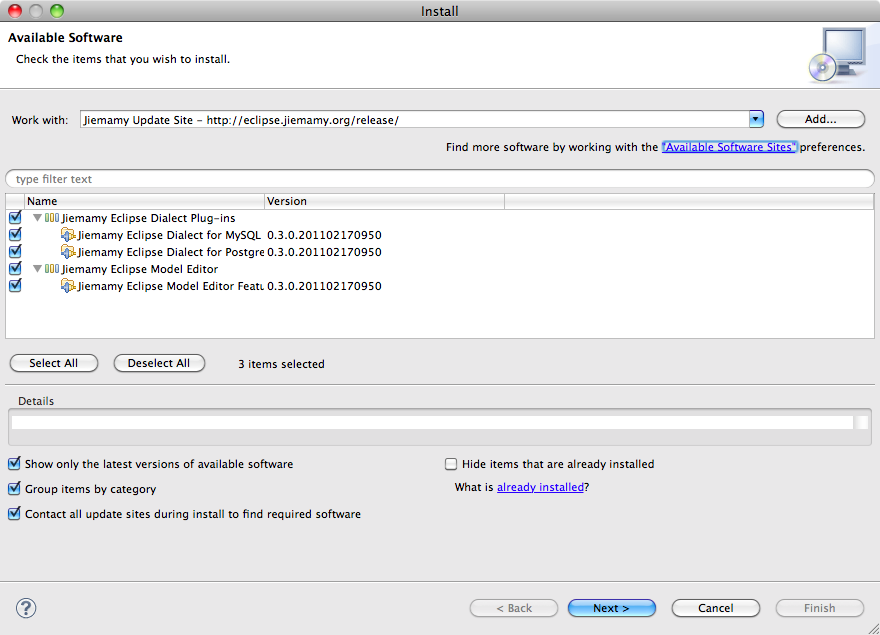 Install
Available Software
Check the items that you wish to install.
Work with: Jiemamy Update Site – http://eclipse.jiemamy.org/release/ Add...
Find more software by working with the "Available Software Sites" preferences.
type filter text
Name Version
Jiemamy Eclipse Dialect Plug-ins
Jiemamy Eclipse Dialect for MySQL 0.3.0.201102170950
Jiemamy Eclipse Dialect for Postgre 0.3.0.201102170950
Jiemamy Eclipse Model Editor
Jiemamy Eclipse Model Editor Featu 0.3.0.201102170950
Select All Deselect All 3 items selected
Details
Show only the latest versions of available software Hide items that are already installed
Group items by category What is already installed?
Contact all update sites during install to find required software
? < Back Next > Cancel Finish